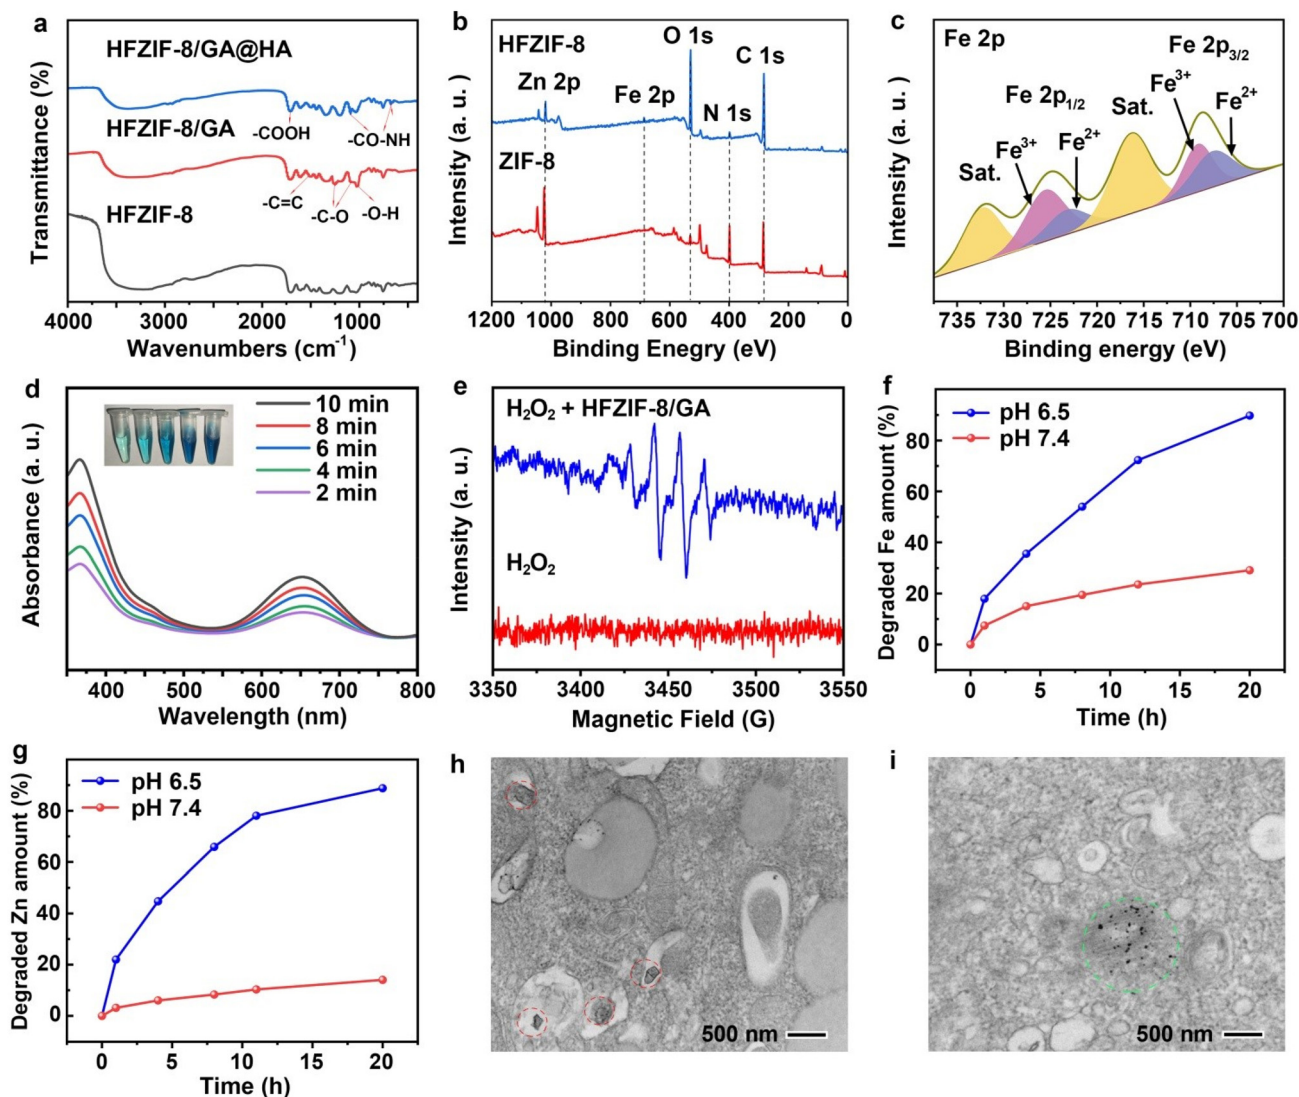 a
HFZIF-8/GA@HA
-COOH
-CO-NH
HFZIF-8/GA
-C=C
-C-O
-O-H
HFZIF-8
Transmittance (%)
4000 3000 2000 1000
Wavenumbers (cm-1)
b
HFZIF-8
O 1s
C 1s
Zn 2p
Fe 2p
N 1s
ZIF-8
Intensity (a. u.)
1200 1000 800 600 400 200 0
Binding Enegry (eV)
c
Fe 2p
Fe 2p3/2
Fe3+
Fe2+
Fe 2p1/2
Sat.
Fe3+
Fe2+
Sat.
Intensity (a. u.)
735 730 725 720 715 710 705 700
Binding energy (eV)
d
10 min
8 min
6 min
4 min
2 min
Absorbance (a. u.)
400 500 600 700 800
Wavelength (nm)
e
H2O2 + HFZIF-8/GA
H2O2
Intensity (a. u.)
3350 3400 3450 3500 3550
Magnetic Field (G)
f
pH 6.5
pH 7.4
Degraded Fe amount (%)
80
60
40
20
0
0 5 10 15 20
Time (h)
g
pH 6.5
pH 7.4
Degraded Zn amount (%)
80
60
40
20
0
0 5 10 15 20
Time (h)
h
500 nm
i
500 nm